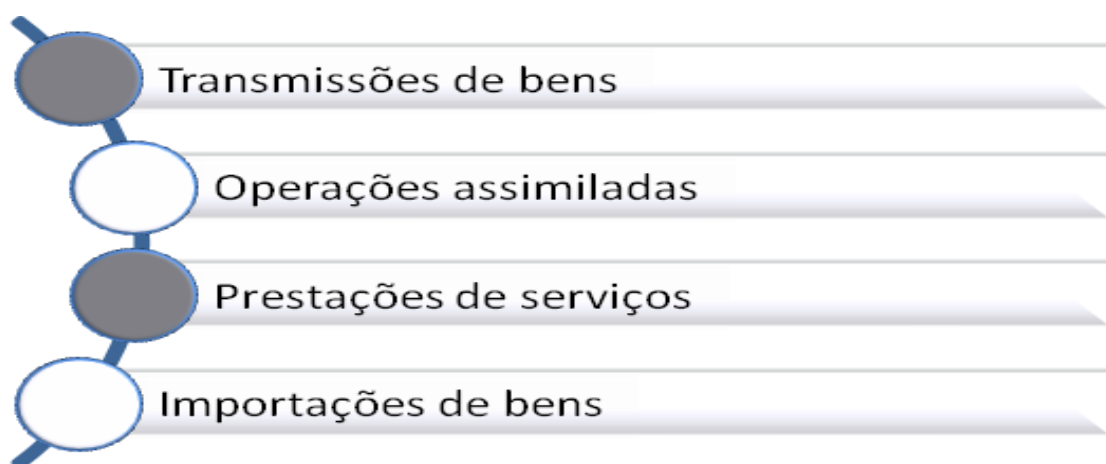 Transmissões de bens
Operações assimiladas
Prestações de serviços
Importações de bens